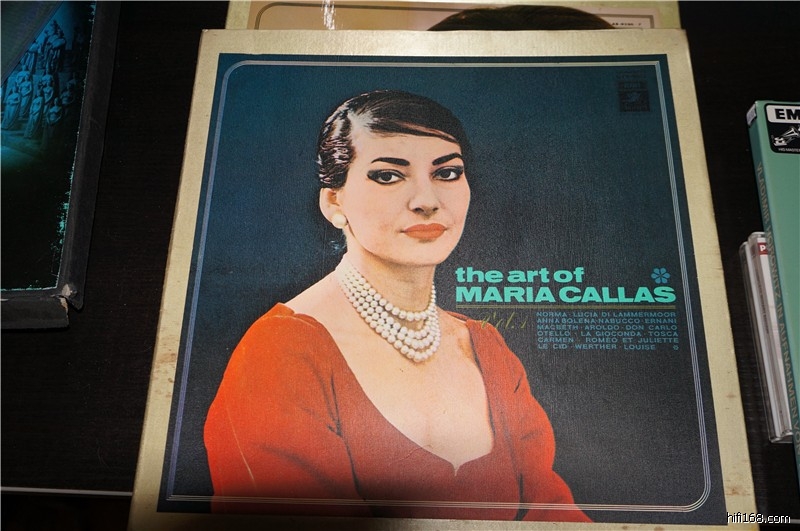 the art of
MARIA CALLAS
Vol. 1
NORMA · LUCIA DI LAMMERMOOR
ANNA BOLENA · NABUCCO · ERNANI
MACBETH · AROLDO · DON CARLO
OTELLO · LA GIOCONDA · TOSCA
CARMEN · ROMEO ET JULIETTE
LE CID · WERTHER · LOUISE
EM
hifi168.com